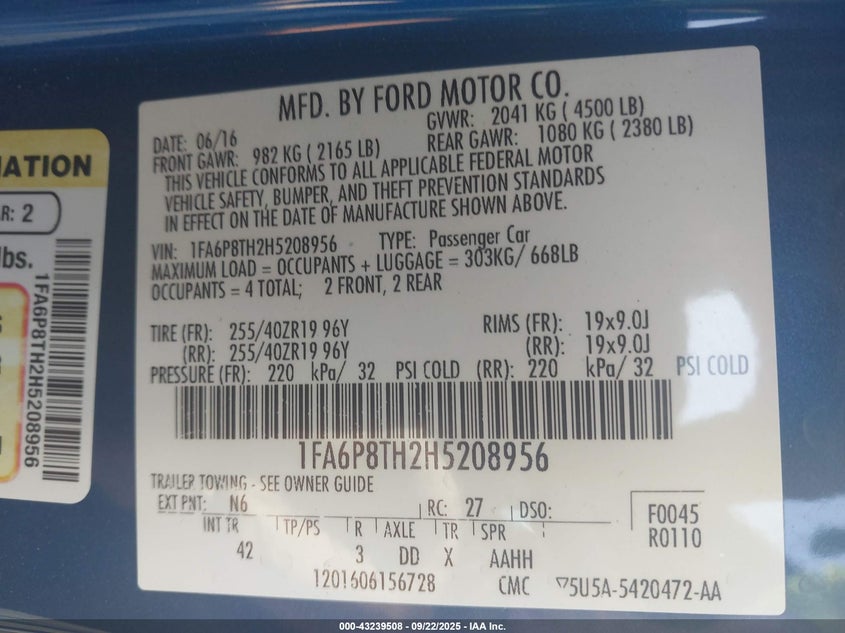 MFD. BY FORD MOTOR CO.
DATE: 06/16 GVWR: 2041 KG ( 4500 LB)
FRONT GAWR: 982 KG ( 2165 LB) REAR GAWR: 1080 KG ( 2380 LB)
THIS VEHICLE CONFORMS TO ALL APPLICABLE FEDERAL MOTOR
VEHICLE SAFETY, BUMPER, AND THEFT PREVENTION STANDARDS
IN EFFECT ON THE DATE OF MANUFACTURE SHOWN ABOVE.
VIN: 1FA6P8TH2H5208956 TYPE: Passenger Car
MAXIMUM LOAD = OCCUPANTS + LUGGAGE = 303KG/ 668LB
OCCUPANTS = 4 TOTAL; 2 FRONT, 2 REAR
TIRE (FR): 255/40ZR19 96Y RIMS (FR): 19x9.0J
(RR): 255/40ZR19 96Y (RR): 19x9.0J
PRESSURE (FR): 220 kPa/ 32 PSI COLD (RR): 220 kPa/ 32 PSI COLD
1FA6P8TH2H5208956
TRAILER TOWING - SEE OWNER GUIDE
EXT PNT: N6 RC: 27 DSO:
INT TR TP/PS R AXLE TR SPR
42 3 DD X AAHH
F0045
R0110
1201606156728 CMC 5U5A-5420472-AA
MATION
R: 2
lbs.
1FA6P8TH2H5208956
000-43239508 - 09/22/2025 - IAA Inc.